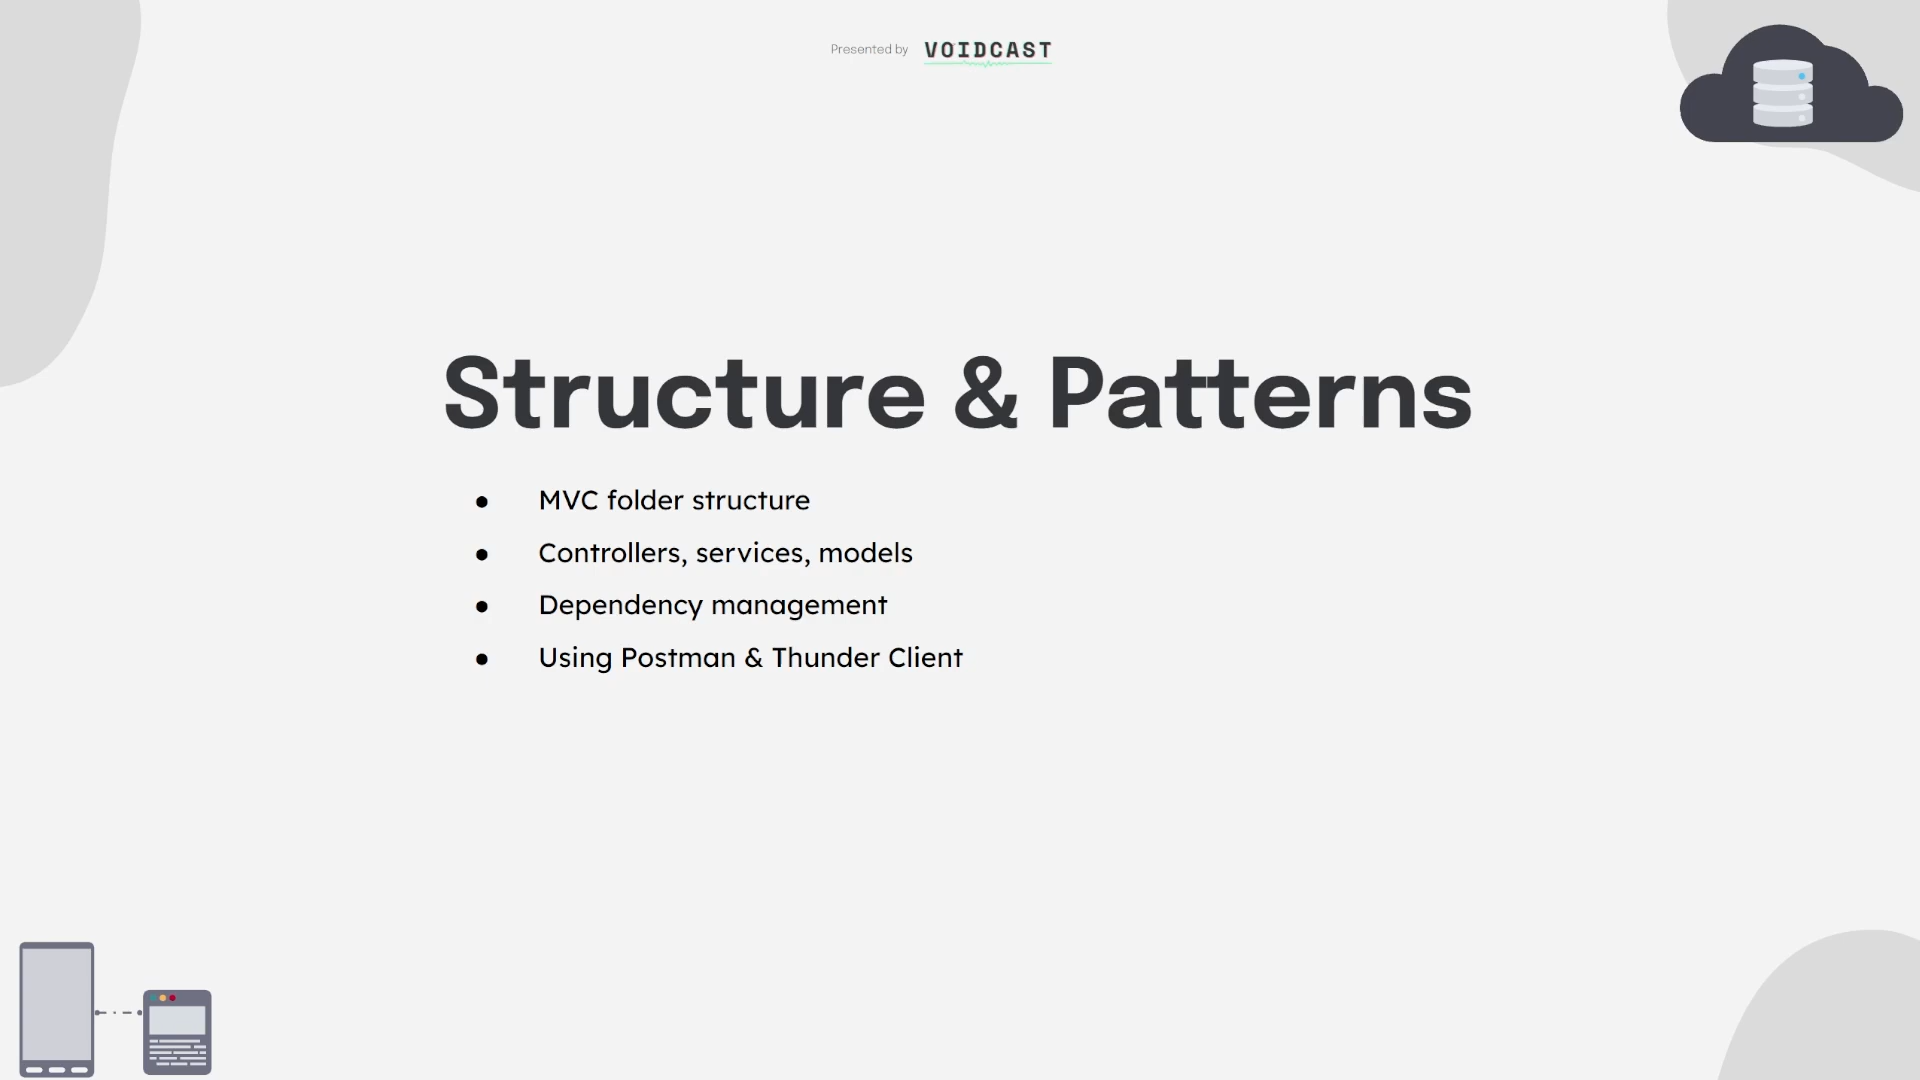 Presented by VOIDCAST
Structure & Patterns
● MVC folder structure
● Controllers, services, models
● Dependency management
● Using Postman & Thunder Client